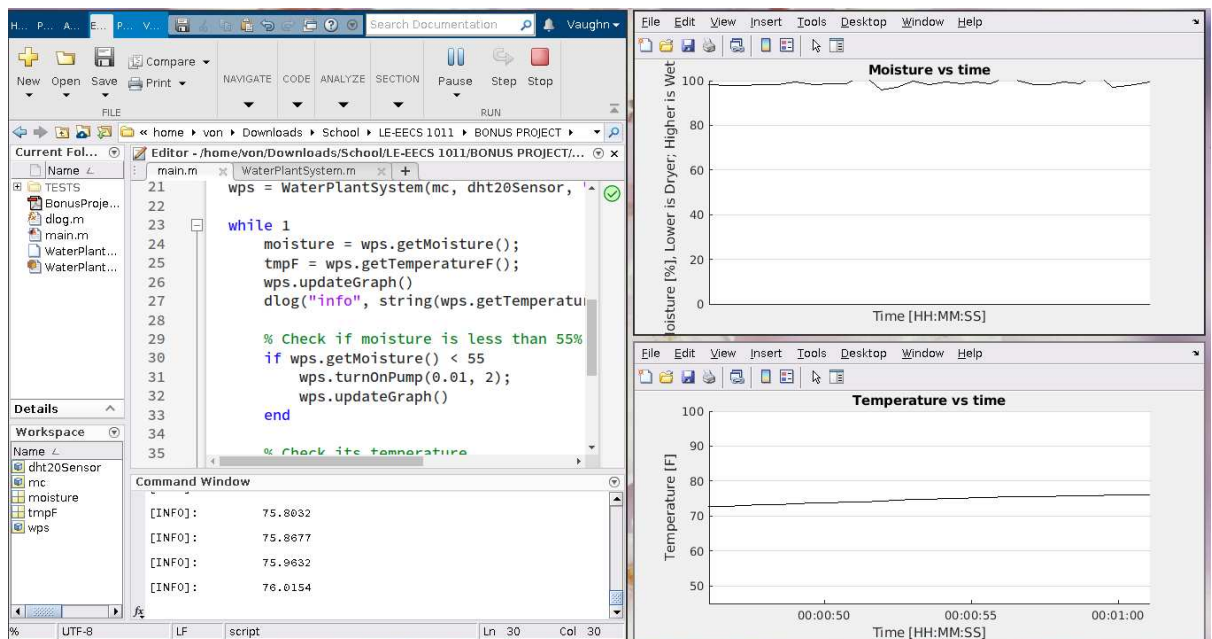 H... P... A... E... P... V... Search Documentation Vaughn
New Open Save Compare Print NAVIGATE CODE ANALYZE SECTION Pause Step Stop
FILE RUN
« home von Downloads School LE-EECS 1011 BONUS PROJECT
Current Fol...
Name
TESTS
BonusProje...
dlog.m
main.m
WaterPlant...
WaterPlant...
Details
Workspace
Name
dht20Sensor
mc
moisture
tmpF
wps
Editor - /home/von/Downloads/School/LE-EECS 1011/BONUS PROJECT/...
main.m WaterPlantSystem.m +
21 wps = WaterPlantSystem(mc, dht20Sensor, '
22
23 while 1
24 moisture = wps.getMoisture();
25 tmpF = wps.getTemperatureF();
26 wps.updateGraph()
27 dlog("info", string(wps.getTemperatu
28
29 % Check if moisture is less than 55%
30 if wps.getMoisture() < 55
31 wps.turnOnPump(0.01, 2);
32 wps.updateGraph()
33 end
34
35 % Check its temperature
Command Window
[INFO]: 75.8032
[INFO]: 75.8677
[INFO]: 75.9632
[INFO]: 76.0154
fx
% UTF-8 LF script Ln 30 Col 30
File Edit View Insert Tools Desktop Window Help
Moisture vs time
Moisture [%], Lower is Dryer; Higher is Wet
100
80
60
40
20
0
Time [HH:MM:SS]
File Edit View Insert Tools Desktop Window Help
Temperature vs time
Temperature [F]
100
90
80
70
60
50
00:00:50 00:00:55 00:01:00
Time [HH:MM:SS]